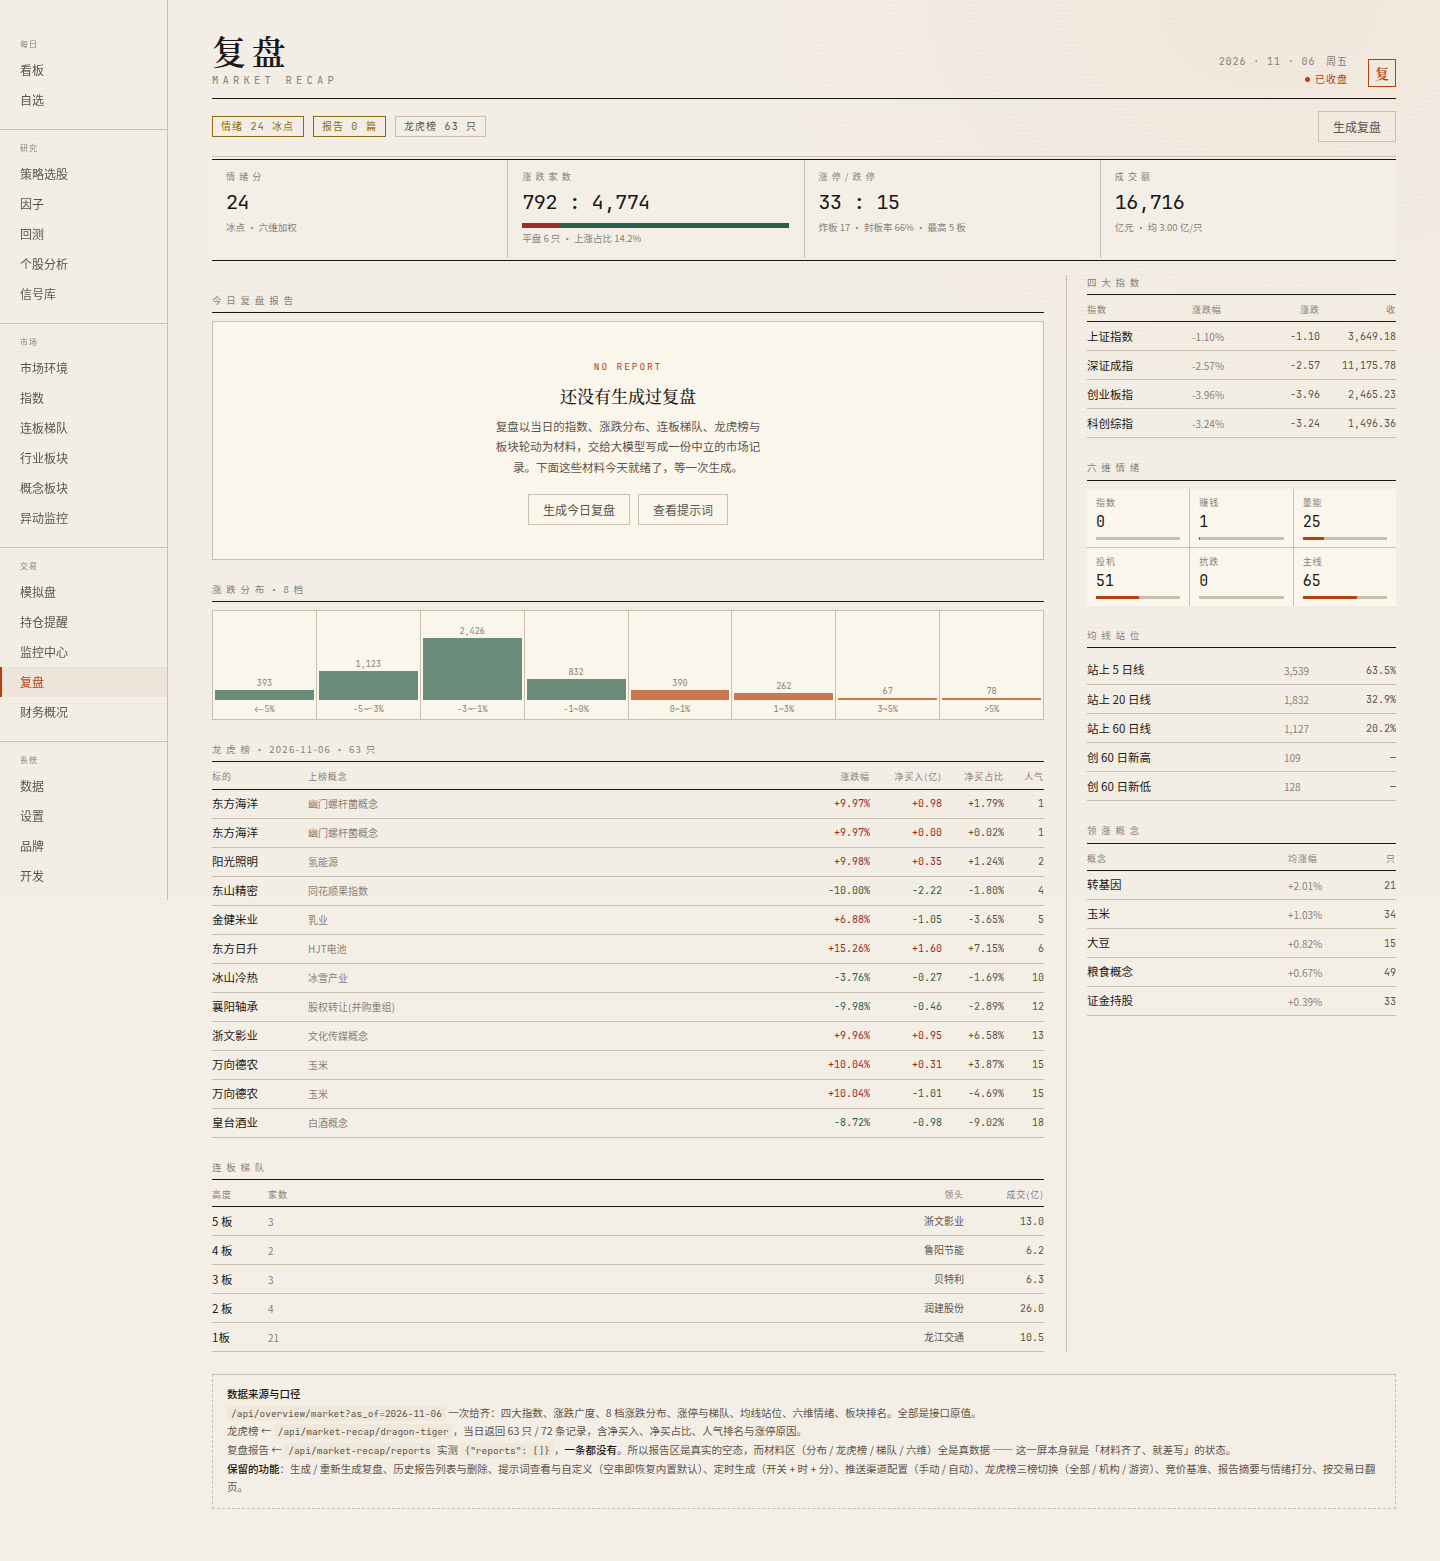 每日
看板
自选
研究
策略选股
因子
回测
个股分析
信号库
市场
市场环境
指数
连板梯队
行业板块
概念板块
异动监控
交易
模拟盘
持仓提醒
监控中心
复盘
财务概况
系统
数据
设置
品牌
开发
复盘
MARKET RECAP
2026 · 11 · 06 周五
已收盘
复
情绪 24 冰点
报告 0 篇
龙虎榜 63 只
生成复盘
情绪分
24
冰点 · 六维加权
涨跌家数
792 : 4,774
平盘 6 只 · 上涨占比 14.2%
涨停/跌停
33 : 15
炸板 17 · 封板率 66% · 最高 5 板
成交额
16,716
亿元 · 均 3.00 亿/只
今日复盘报告
NO REPORT
还没有生成过复盘
复盘以当日的指数、涨跌分布、连板梯队、龙虎榜与
板块轮动为材料，交给大模型写成一份中立的市场记
录。下面这些材料今天就绪了，等一次生成。
生成今日复盘
查看提示词
涨跌分布 · 8 档
393 1,123 2,426 832 390 262 67 78
<-5% -5~-3% -3~-1% -1~0% 0~1% 1~3% 3~5% >5%
龙虎榜 · 2026-11-06 · 63 只
标的 上榜概念 涨跌幅 净买入(亿) 净买占比 人气
东方海洋 幽门螺杆菌概念 +9.97% +0.98 +1.79% 1
东方海洋 幽门螺杆菌概念 +9.97% +0.00 +0.02% 1
阳光照明 氢能源 +9.98% +0.35 +1.24% 2
东山精密 同花顺果指数 -10.00% -2.22 -1.80% 4
金健米业 乳业 +6.88% -1.05 -3.65% 5
东方日升 HJT电池 +15.26% +1.60 +7.15% 6
冰山冷热 冰雪产业 -3.76% -0.27 -1.69% 10
襄阳轴承 股权转让(并购重组) -9.98% -0.46 -2.89% 12
浙文影业 文化传媒概念 +9.96% +0.95 +6.58% 13
万向德农 玉米 +10.04% +0.31 +3.87% 15
万向德农 玉米 +10.04% -1.01 -4.69% 15
皇台酒业 白酒概念 -8.72% -0.98 -9.02% 18
连板梯队
高度 家数 领头 成交(亿)
5 板 3 浙文影业 13.0
4 板 2 鲁阳节能 6.2
3 板 3 贝特利 6.3
2 板 4 润建股份 26.0
1板 21 龙江交通 10.5
四大指数
指数 涨跌幅 涨跌 收
上证指数 -1.10% -1.10 3,649.18
深证成指 -2.57% -2.57 11,175.78
创业板指 -3.96% -3.96 2,465.23
科创综指 -3.24% -3.24 1,496.36
六维情绪
指数 赚钱 量能
0 1 25
投机 抗跌 主线
51 0 65
均线站位
站上 5 日线 3,539 63.5%
站上 20 日线 1,832 32.9%
站上 60 日线 1,127 20.2%
创 60 日新高 109 —
创 60 日新低 128 —
领涨概念
概念 均涨幅 只
转基因 +2.01% 21
玉米 +1.03% 34
大豆 +0.82% 15
粮食概念 +0.67% 49
证金持股 +0.39% 33
数据来源与口径
/api/overview/market?as_of=2026-11-06 一次给齐：四大指数、涨跌广度、8 档涨跌分布、涨停与梯队、均线站位、六维情绪、板块排名。全部是接口原值。
龙虎榜 ← /api/market-recap/dragon-tiger，当日返回 63 只 / 72 条记录，含净买入、净买占比、人气排名与涨停原因。
复盘报告 ← /api/market-recap/reports 实测 {"reports": []}，一条都没有。所以报告区是真实的空态，而材料区（分布 / 龙虎榜 / 梯队 / 六维）全是真数据 —— 这一屏本身就是「材料齐了、就差写」的状态。
保留的功能：生成 / 重新生成复盘、历史报告列表与删除、提示词查看与自定义（空串即恢复内置默认）、定时生成（开关 + 时 + 分）、推送渠道配置（手动 / 自动）、龙虎榜三榜切换（全部 / 机构 / 游资）、竞价基准、报告摘要与情绪打分、按交易日翻
页。